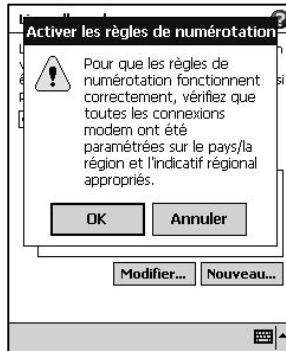 Activer les règles de numérotation
Pour que les règles de
numérotation fonctionnent
correctement, vérifiez que
toutes les connexions
modem ont été
paramétrées sur le pays/la
région et l'indicatif régional
appropriés.
OK
Annuler
Modifier...
Nouveau...